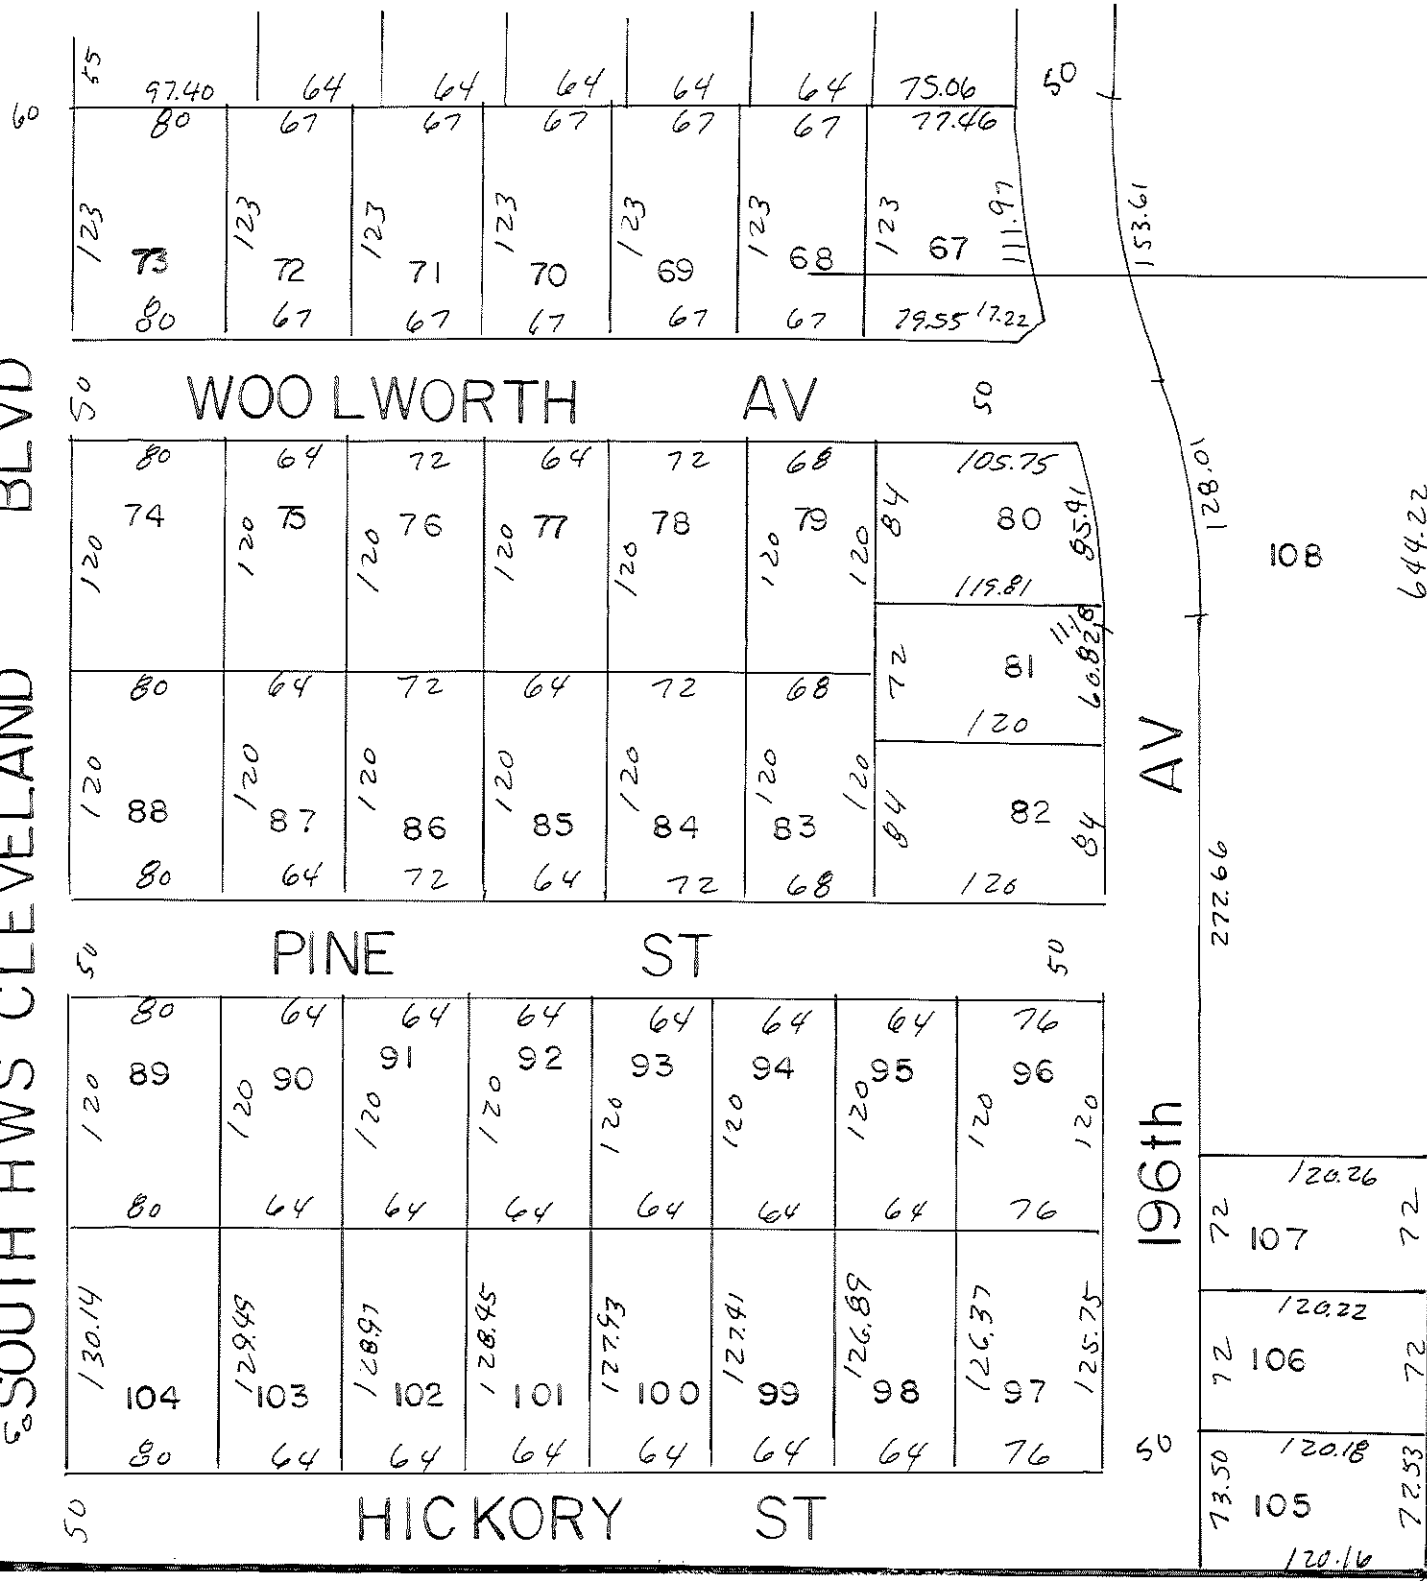 55 97.40 64 64 64 64 64 75.06 50
60 80 67 67 67 67 67 77.46
123 123 123 123 123 123 123 111.97 153.61
73 72 71 70 69 68 67
80 67 67 67 67 67 79.55 17.22
50 WOOLWORTH AV 50
80 64 72 64 72 68 105.75
74 75 76 77 78 79 84 80 85.41 128.01
120 120 120 120 120 120 120 119.81 108 644.22
11.18
72 81 60.82
80 64 72 64 72 68 120
120 120 120 120 120 120 120
88 87 86 85 84 83 84 82 84
80 64 72 64 72 68 120
272.66
50 PINE ST 50
80 64 64 64 64 64 64 76
89 90 91 92 93 94 95 96
120 120 120 120 120 120 120 120 120
80 64 64 64 64 64 64 76
130.14 129.49 128.97 128.45 127.93 127.41 126.89 126.37 125.75
104 103 102 101 100 99 98 97
80 64 64 64 64 64 64 76
50 HICKORY ST
60 SOUTH HWS CLEVELAND BLVD
196th AV
50
120.26
72 107 72
120.22
72 106 72
120.18
73.50 105 72.53
120.16